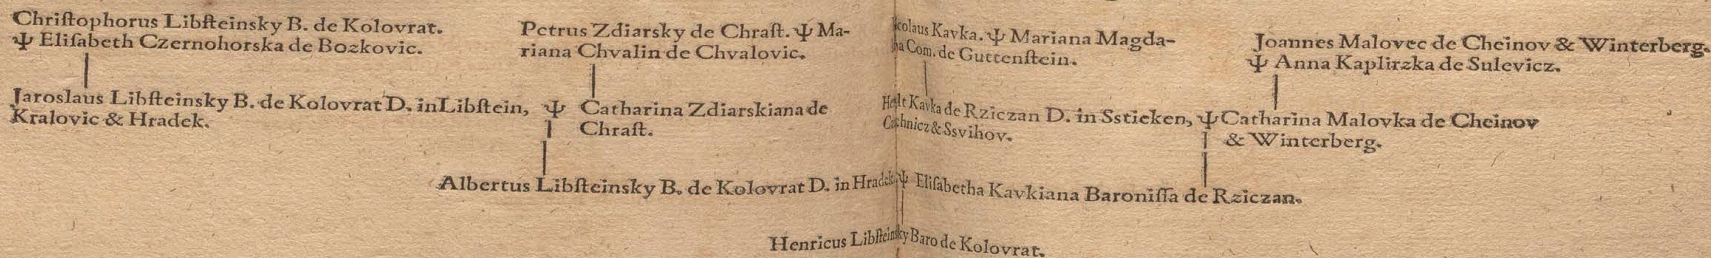 Chriſtophorus Libſteinsky B. de Kolovrat.
Ψ Eliſabeth Czernohorska de Bozkovic.
Petrus Zdiarsky de Chraſt. Ψ Ma-
riana Chvalin de Chvalovic.
colaus Kavka. Ψ Mariana Magda-
Com. de Guttenſtein.
Joannes Malovec de Cheinov & Winterberg.
Ψ Anna Kaplirzka de Sulevicz.
Jaroslaus Libſteinsky B. de Kolovrat D. in Libſtein,
Kralovic & Hradek.
Ψ Catharina Zdiarskiana de
Chraſt.
Kavka de Rziczan D. in Sstieken,
& Ssvihov.
Ψ Catharina Malovka de Cheinov
& Winterberg.
Albertus Libſteinsky B. de Kolovrat D. in Hradek Ψ Eliſabetha Kavkiana Baroniſſa de Rziczan.
Henricus Libſteinsky Baro de Kolovrat.